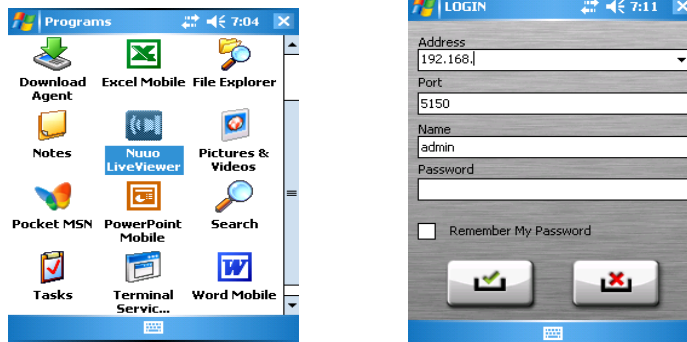 Programs 7:04
Download Agent
Excel Mobile
File Explorer
Notes
Nuuo LiveViewer
Pictures & Videos
Pocket MSN
PowerPoint Mobile
Search
Tasks
Terminal Servic...
Word Mobile
LOGIN 7:11
Address
192.168.
Port
5150
Name
admin
Password
Remember My Password